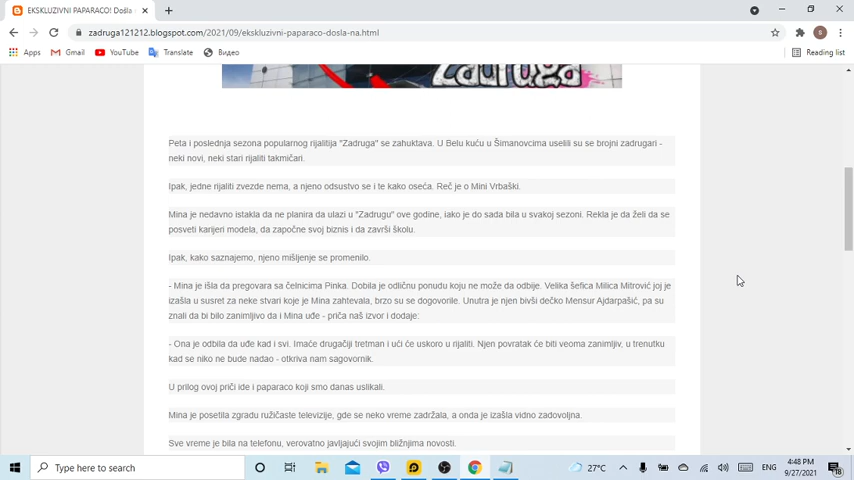 EKSKLUZIVNI PAPARACO! Došla
zadruga121212.blogspot.com/2021/09/ekskluzivni-paparaco-dosla-na.html
B
Apps
Gmail
YouTube
Translate
Видео
Reading list
Zadruga
Peta i poslednja sezona popularnog rijalitija "Zadruga" se zahuktava. U Belu kuću u Šimanovcima uselili su se brojni zadrugari -
neki novi, neki stari rijaliti takmičari.
Ipak, jedne rijaliti zvezde nema, a njeno odsustvo se i te kako oseća. Reč je o Mini Vrbaški.
Mina je nedavno istakla da ne planira da ulazi u "Zadrugu" ove godine, iako je do sada bila u svakoj sezoni. Rekla je da želi da se
posveti karijeri modela, da započne svoj biznis i da završi školu.
Ipak, kako saznajemo, njeno mišljenje se promenilo.
- Mina je išla da pregovara sa čelnicima Pinka. Dobila je odličnu ponudu koju ne može da odbije. Velika šefica Milica Mitrović joj je
izašla u susret za neke stvari koje je Mina zahtevala, brzo su se dogovorile. Unutra je njen bivši dečko Mensur Ajdarpašić, pa su
znali da bi bilo zanimljivo da i Mina uđe - priča naš izvor i dodaje:
- Ona je odbila da uđe kad i svi. Imaće drugačiji tretman i ući će uskoro u rijaliti. Njen povratak će biti veoma zanimljiv, u trenutku
kad se niko ne bude nadao - otkriva nam sagovornik.
U prilog ovoj priči ide i paparaco koji smo danas uslikali.
Mina je posetila zgradu ružičaste televizije, gde se neko vreme zadržala, a onda je izašla vidno zadovoljna.
Sve vreme je bila na telefonu, verovatno javljajući svojim bližnjima novosti.
Type here to search
27°C
ENG
4:48 PM
9/27/2021
18